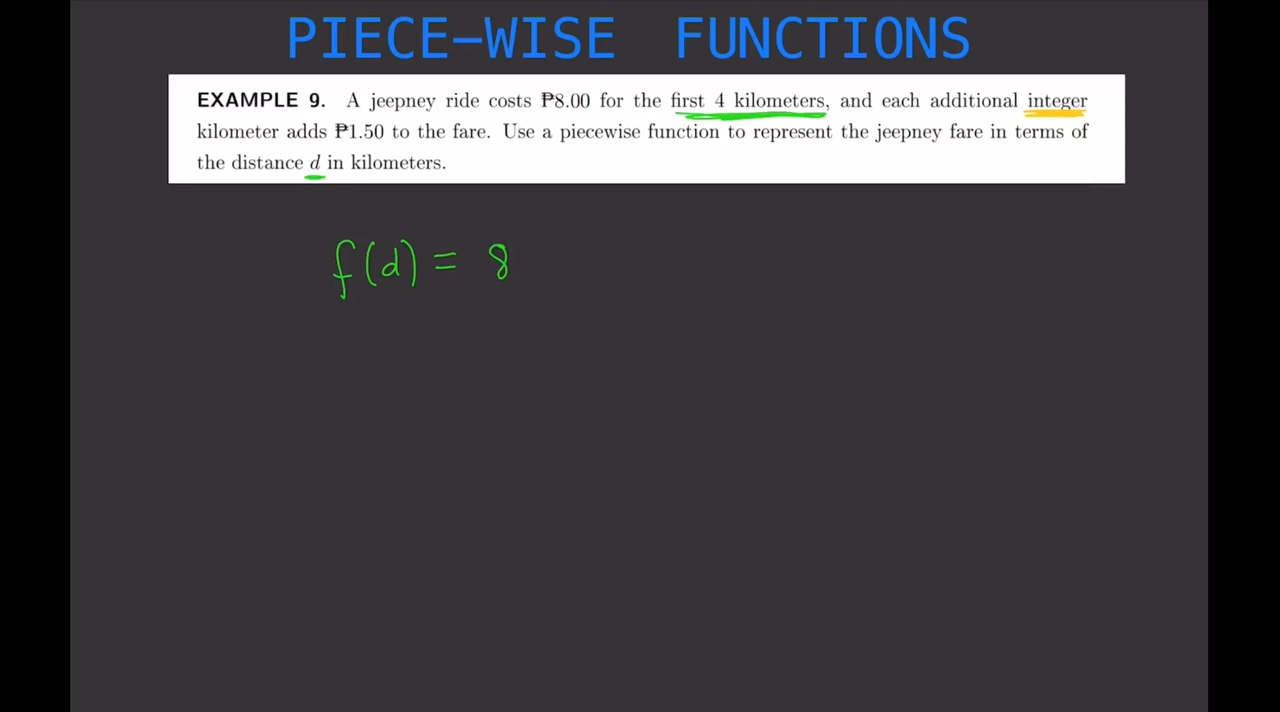 PIECE-WISE FUNCTIONS
EXAMPLE 9. A jeepney ride costs ₱8.00 for the first 4 kilometers, and each additional integer
kilometer adds ₱1.50 to the fare. Use a piecewise function to represent the jeepney fare in terms of
the distance d in kilometers.
f(d) = 8